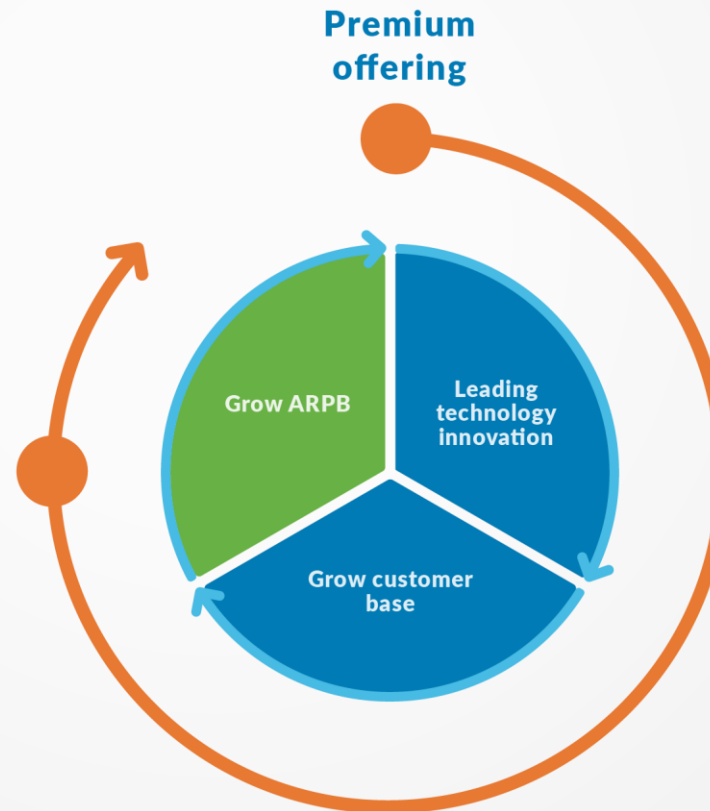 Premium
offering
Grow ARPB
Leading
technology
innovation
Grow customer
base